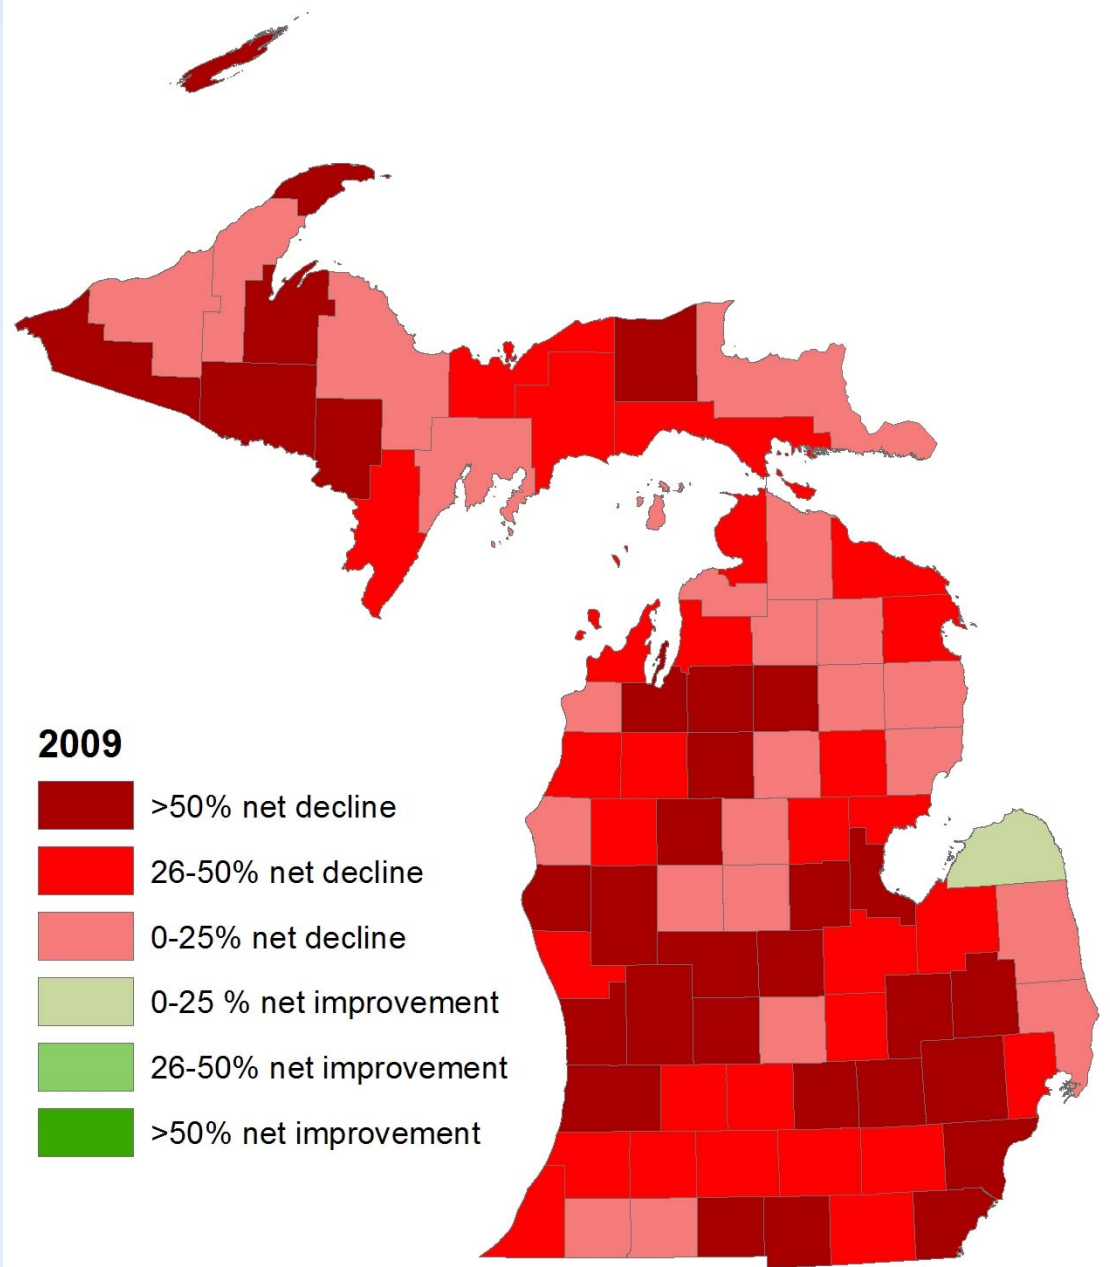 2009
>50% net decline
26-50% net decline
0-25% net decline
0-25 % net improvement
26-50% net improvement
>50% net improvement